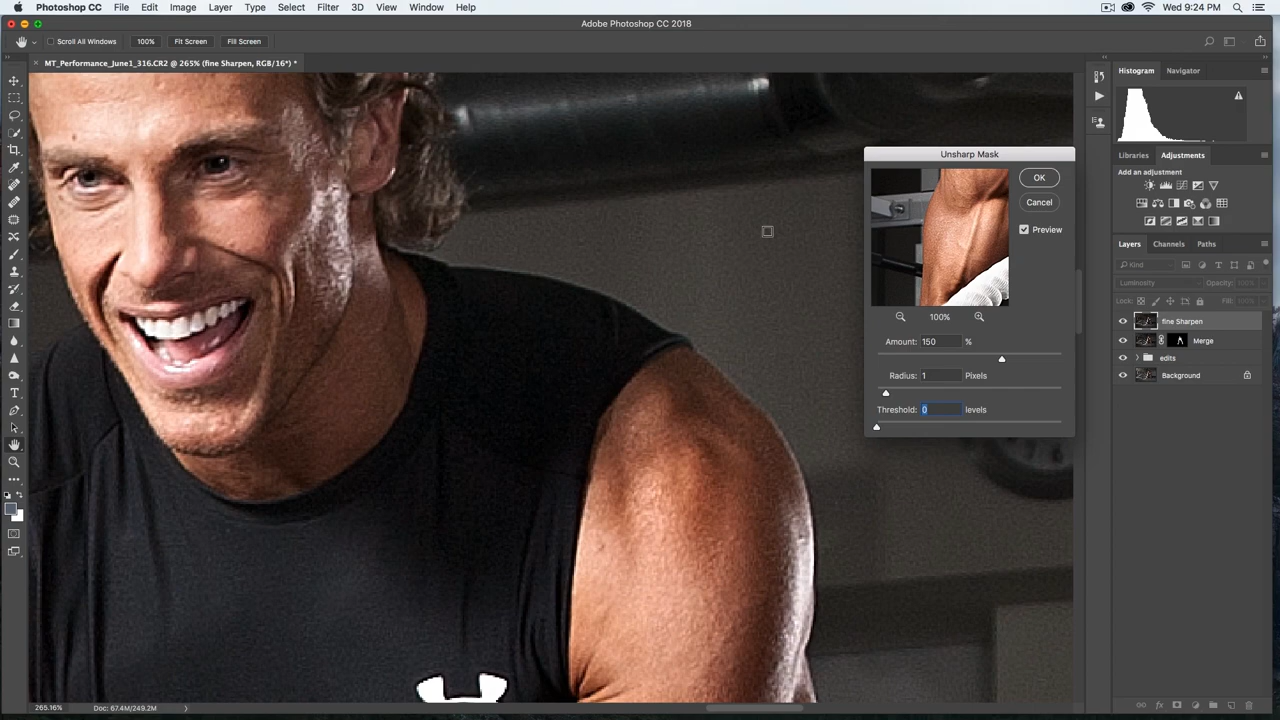 Photoshop CC File Edit Image Layer Type Select Filter 3D View Window Help Wed 9:24 PM
Adobe Photoshop CC 2018
Scroll All Windows 100% Fit Screen Fill Screen
MT_Performance_June1_316.CR2 @ 265% (fine Sharpen, RGB/16*) *
Histogram Navigator
Unsharp Mask
OK
Cancel
Preview
100%
Amount: 150 %
Radius: 1 Pixels
Threshold: 0 levels
Libraries Adjustments
Add an adjustment
Layers Channels Paths
Kind
Luminosity Opacity: 100%
Lock: Fill: 100%
fine Sharpen
Merge
edits
Background
265.16% Doc: 67.4M/249.2M